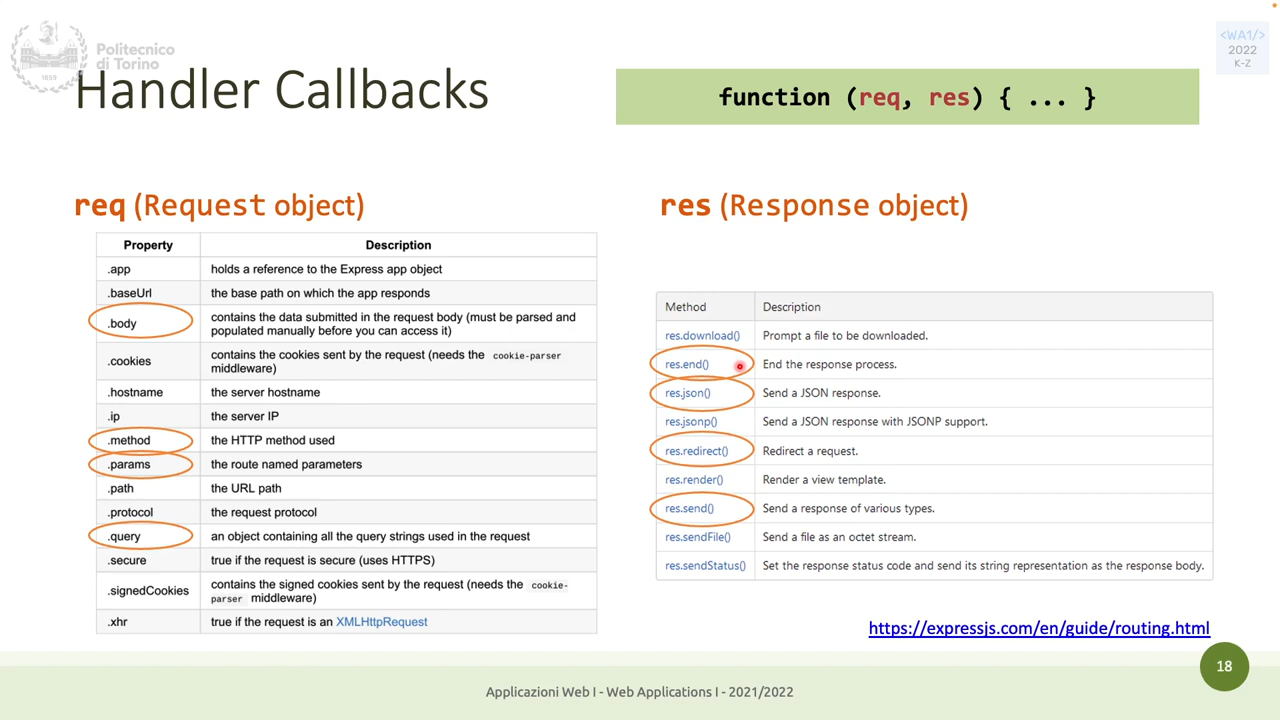 Politecnico
di Torino
1859
<WA1/>
2022
K-Z
Handler Callbacks
function (req, res) { ... }
req (Request object)
Property Description
.app holds a reference to the Express app object
.baseUrl the base path on which the app responds
.body contains the data submitted in the request body (must be parsed and
populated manually before you can access it)
.cookies contains the cookies sent by the request (needs the cookie-parser
middleware)
.hostname the server hostname
.ip the server IP
.method the HTTP method used
.params the route named parameters
.path the URL path
.protocol the request protocol
.query an object containing all the query strings used in the request
.secure true if the request is secure (uses HTTPS)
.signedCookies contains the signed cookies sent by the request (needs the cookie-
parser middleware)
.xhr true if the request is an XMLHttpRequest
res (Response object)
Method Description
res.download() Prompt a file to be downloaded.
res.end() End the response process.
res.json() Send a JSON response.
res.jsonp() Send a JSON response with JSONP support.
res.redirect() Redirect a request.
res.render() Render a view template.
res.send() Send a response of various types.
res.sendFile() Send a file as an octet stream.
res.sendStatus() Set the response status code and send its string representation as the response body.
https://expressjs.com/en/guide/routing.html
18
Applicazioni Web I - Web Applications I - 2021/2022